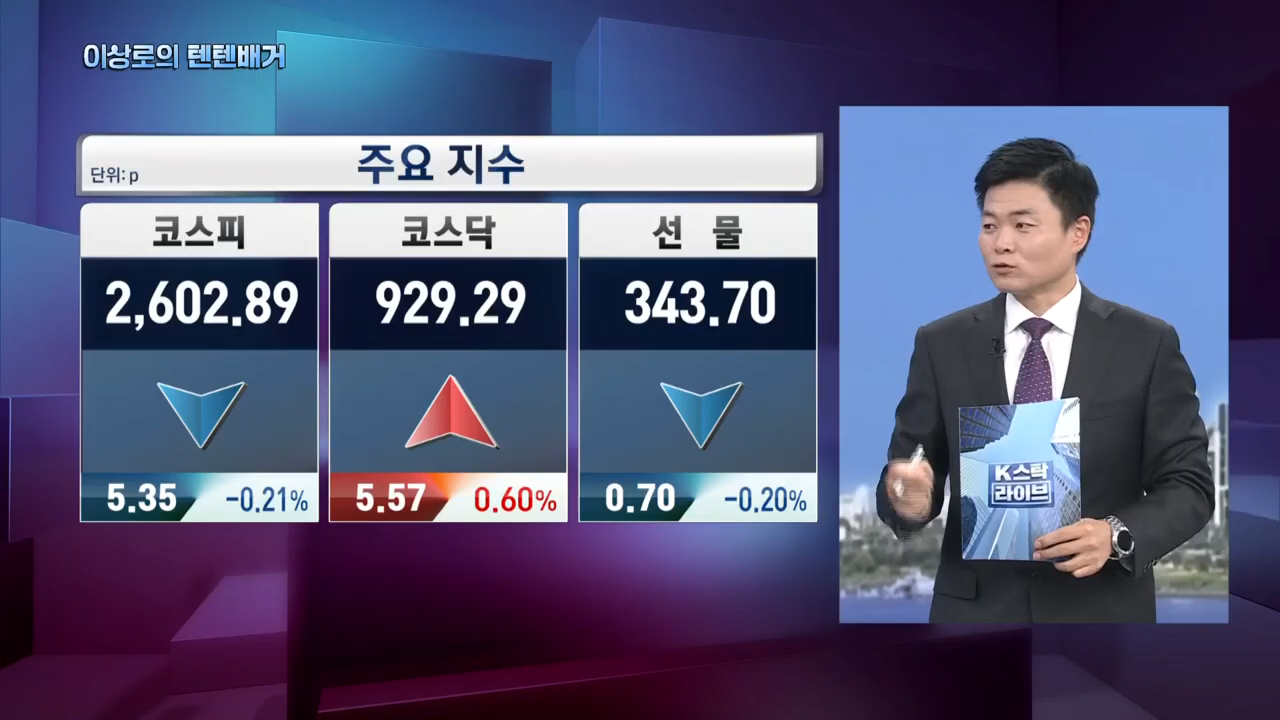 이상로의 텐텐배거
단위:p
주요 지수
코스피
2,602.89
5.35
-0.21%
코스닥
929.29
5.57
0.60%
선 물
343.70
0.70
-0.20%
K스탁
라이브